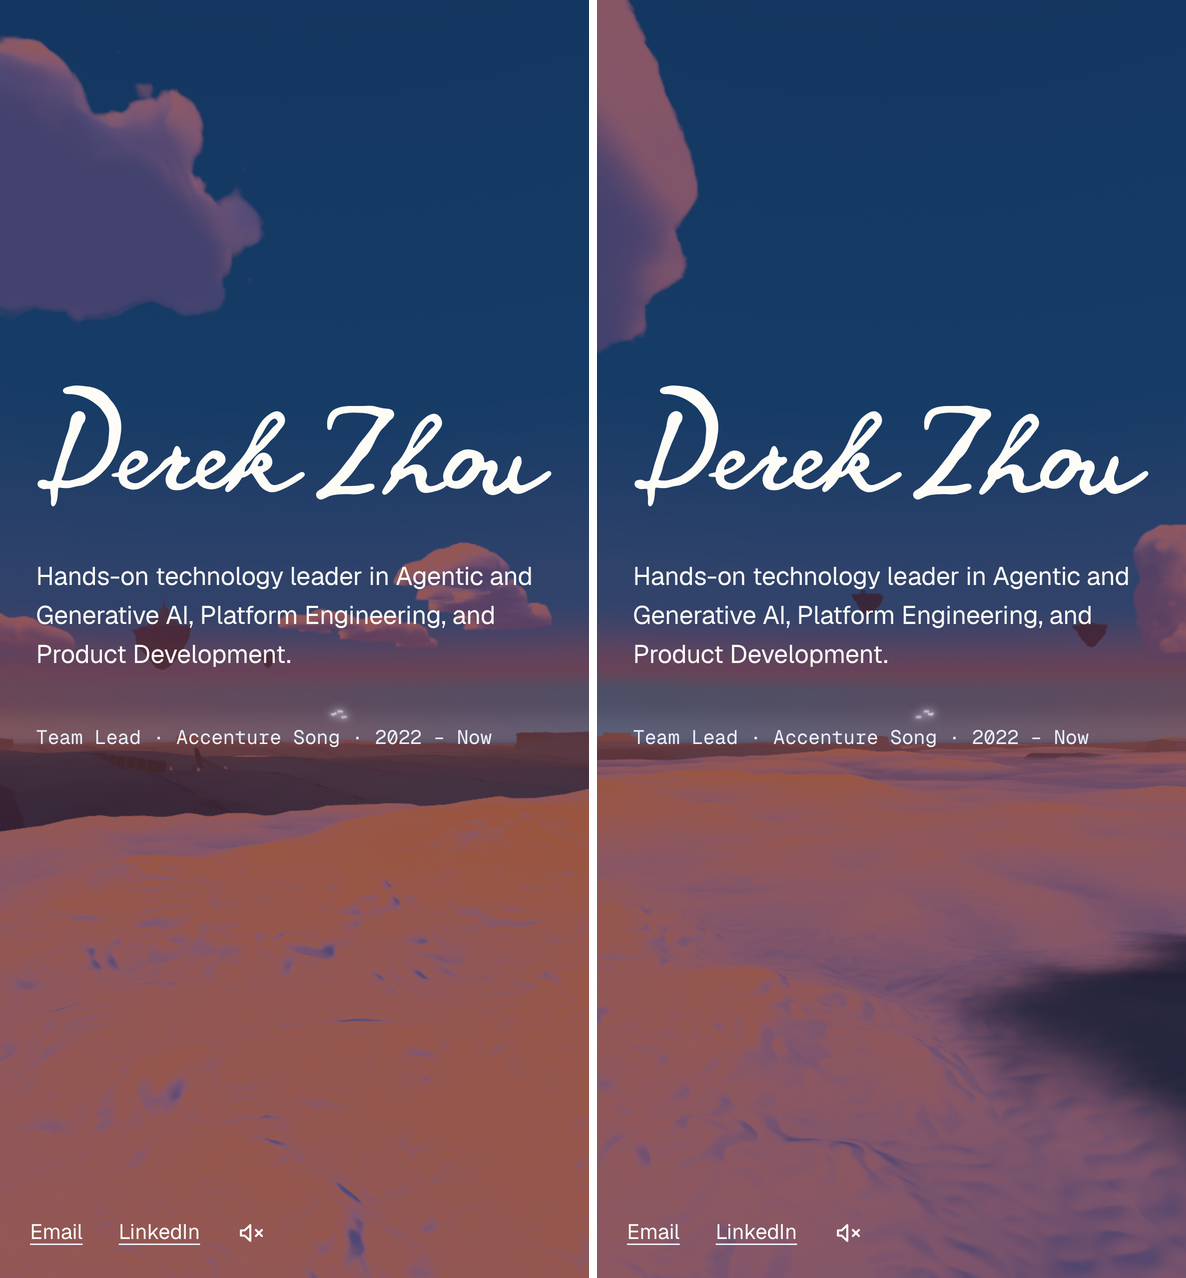 Derek Zhou
Hands-on technology leader in Agentic and
Generative AI, Platform Engineering, and
Product Development.
Team Lead · Accenture Song · 2022 – Now
Email LinkedIn
Derek Zhou
Hands-on technology leader in Agentic and
Generative AI, Platform Engineering, and
Product Development.
Team Lead · Accenture Song · 2022 – Now
Email LinkedIn